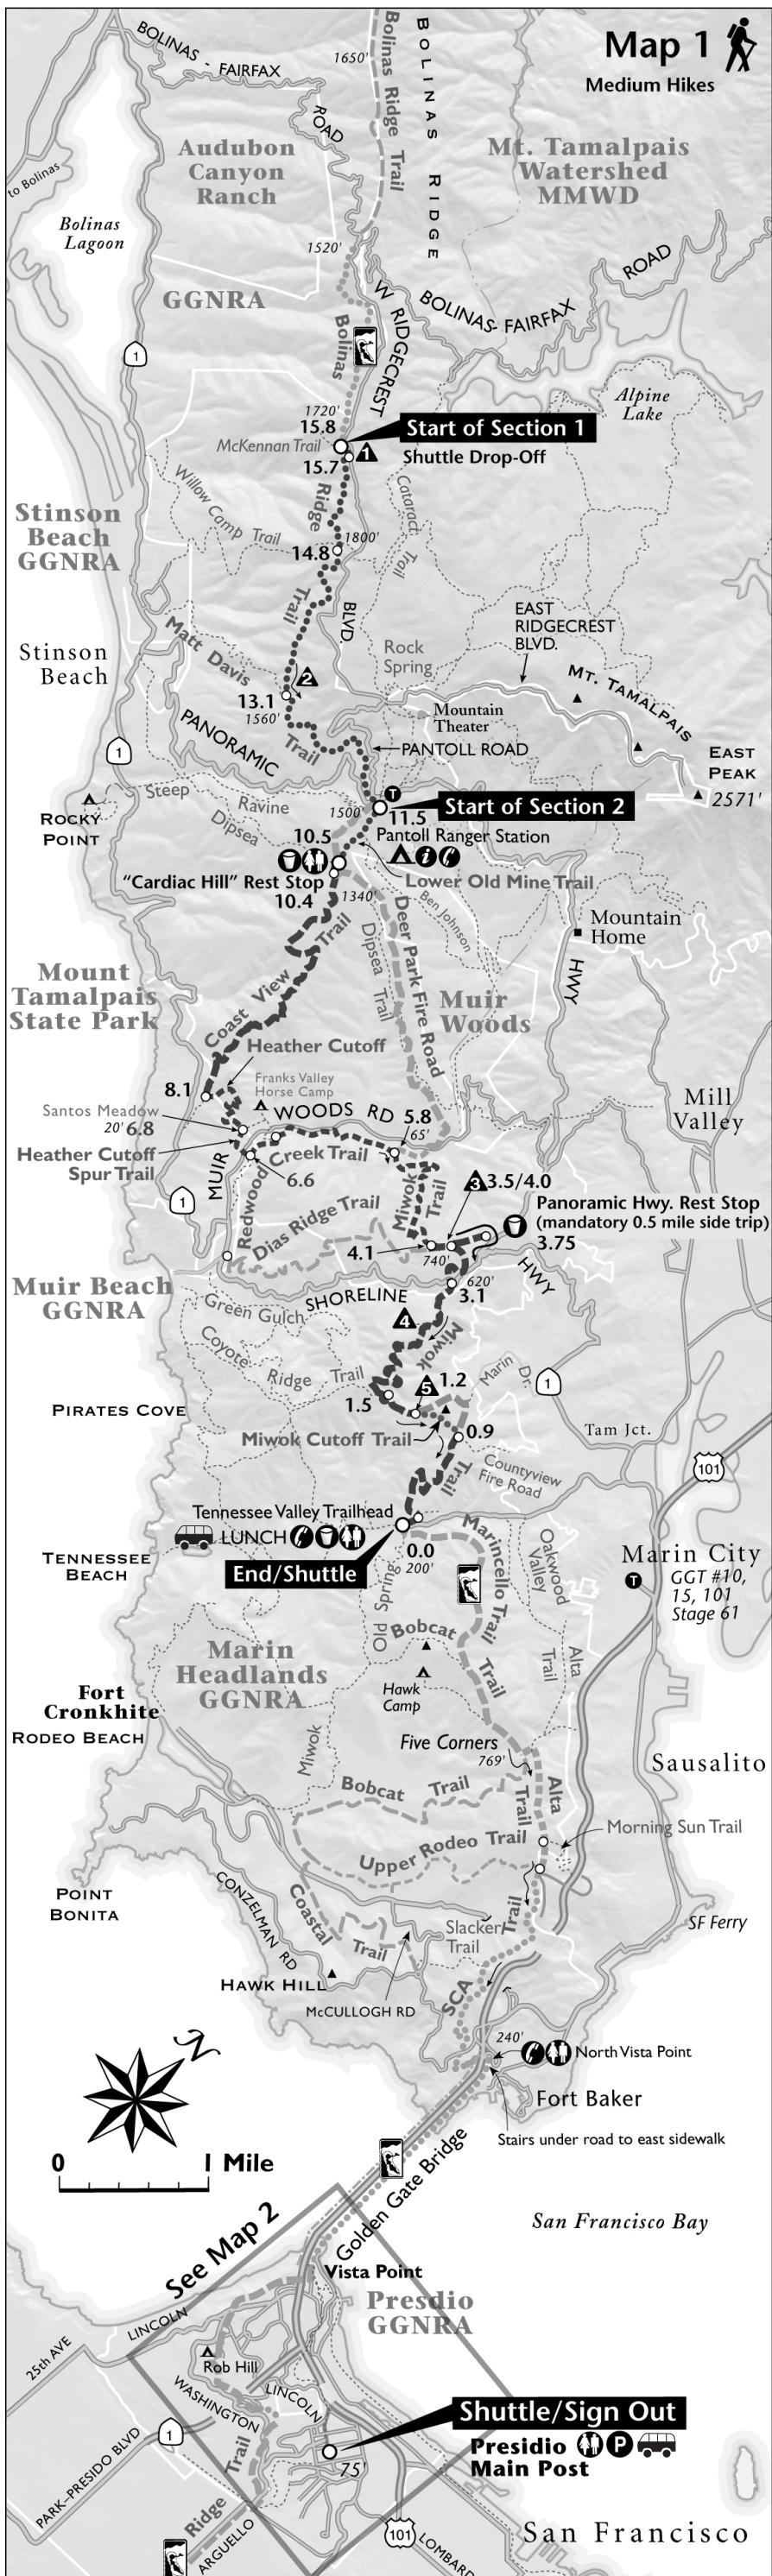 Map 1
Medium Hikes
BOLINAS - FAIRFAX
ROAD
1650'
Bolinas Ridge Trail
BOLINAS RIDGE
Audubon
Canyon
Ranch
Mt. Tamalpais
Watershed
MMWD
to Bolinas
Bolinas
Lagoon
1520'
GGNRA
W RIDGECREST
BOLINAS- FAIRFAX
ROAD
1
Bolinas
Alpine
Lake
1720'
15.8
Start of Section 1
McKennan Trail
1
Shuttle Drop-Off
15.7
Willow Camp Trail
Ridge
Cataract
Trail
Stinson
Beach
GGNRA
1800'
14.8
Trail
BLVD.
EAST
RIDGECREST
BLVD.
Stinson
Beach
Matt Davis
Rock
Spring
MT. TAMALPAIS
2
13.1
1560'
Mountain
Theater
PANORAMIC
Trail
PANTOLL ROAD
1
EAST
PEAK
2571'
Steep
Ravine
T
Start of Section 2
ROCKY
POINT
1500'
11.5
Dipsea
10.5
Pantoll Ranger Station
i
"Cardiac Hill" Rest Stop
Lower Old Mine Trail
10.4
1340'
Ben Johnson
Trail
Dipsea
Trail
Deer Park Fire Road
Mountain
Home
HWY
Mount
Tamalpais
State Park
Muir
Woods
Coast View
Heather Cutoff
8.1
Franks Valley
Horse Camp
Mill
Valley
Santos Meadow
20' 6.8
WOODS RD
5.8
65'
Heather Cutoff
Spur Trail
MUIR
Creek Trail
6.6
Redwood
1
Miwok
Trail
3
3.5/4.0
Dias Ridge Trail
Panoramic Hwy. Rest Stop
(mandatory 0.5 mile side trip)
3.75
4.1
740'
HWY
Muir Beach
GGNRA
620'
3.1
SHORELINE
Green Gulch
4
Miwok
Coyote
Ridge Trail
Marin
Dr.
1
5
1.2
1.5
PIRATES COVE
Miwok Cutoff Trail
0.9
Tam Jct.
101
Trail
Countyview
Fire Road
Tennessee Valley Trailhead
LUNCH
Marincello Trail
Oakwood
Valley
Marin City
TENNESSEE
BEACH
End/Shuttle
0.0
200'
T
GGT #10,
15, 101
Stage 61
Spring
Bobcat
Alta
Trail
Marin
Headlands
GGNRA
Trail
Hawk
Camp
Fort
Cronkhite
RODEO BEACH
Miwok
Five Corners
769'
Sausalito
Bobcat
Trail
Trail
Alta
Upper Rodeo Trail
Morning Sun Trail
POINT
BONITA
CONZELMAN RD
Coastal
Trail
Trail
Slacker
Trail
SF Ferry
HAWK HILL
McCULLOGH RD
SCA
N
240'
North Vista Point
Fort Baker
Stairs under road to east sidewalk
0
1 Mile
Golden Gate Bridge
San Francisco Bay
See Map 2
Vista Point
Presdio
GGNRA
25th AVE
LINCOLN
Rob Hill
WASHINGTON
LINCOLN
Shuttle/Sign Out
1
P
Presidio
Main Post
75'
PARK-PRESIDO BLVD
Trail
Ridge
ARGUELLO
101
LOMBARD
San Francisco